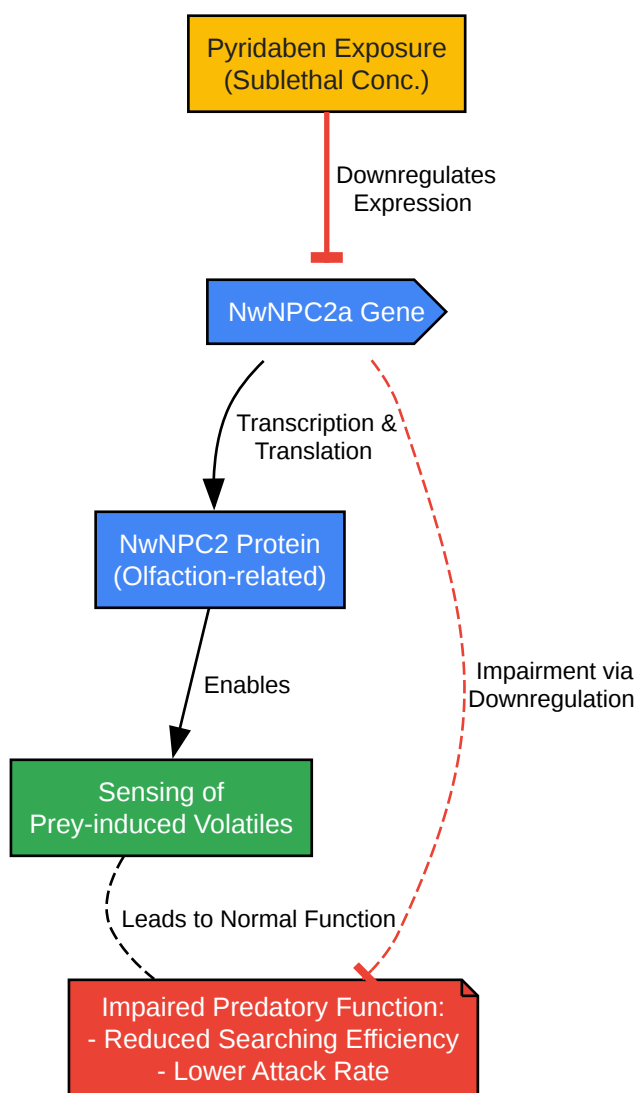 Pyridaben Exposure
(Sublethal Conc.)
Downregulates
Expression
NwNPC2a Gene
Transcription &
Translation
NwNPC2 Protein
(Olfaction-related)
Enables
Impairment via
Downregulation
Sensing of
Prey-induced Volatiles
Leads to Normal Function
Impaired Predatory Function:
- Reduced Searching Efficiency
- Lower Attack Rate